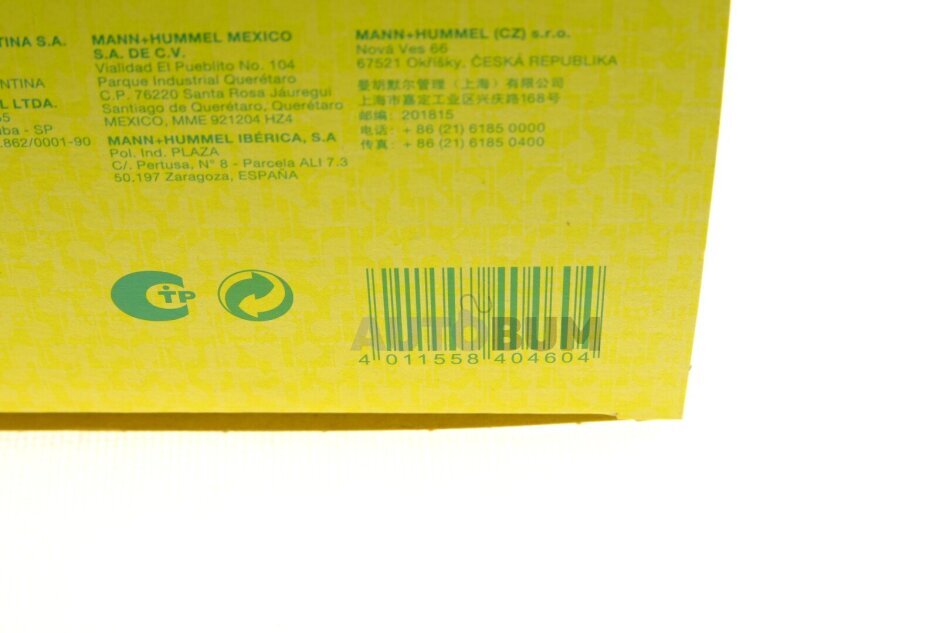 TINA S.A.
NTINA
L LTDA.
55
ba - SP
.862/0001-90
MANN+HUMMEL MEXICO
S.A. DE C.V.
Vialidad El Pueblito No. 104
Parque Industrial Querétaro
C.P. 76220 Santa Rosa Jáuregui
Santiago de Querétaro, Querétaro
MEXICO, MME 921204 HZ4
MANN+HUMMEL IBÉRICA, S.A
Pol. Ind. PLAZA
C/. Pertusa, N° 8 - Parcela ALI 7.3
50.197 Zaragoza, ESPAÑA
MANN+HUMMEL (CZ) s.r.o.
Nová Ves 66
67521 Okříšky, ČESKÁ REPUBLIKA
曼胡默尔管理（上海）有限公司
上海市嘉定工业区兴庆路168号
邮编: 201815
电话: + 86 (21) 6185 0000
传真: + 86 (21) 6185 0400
CTP
AUTOBUM
4 011558 404604